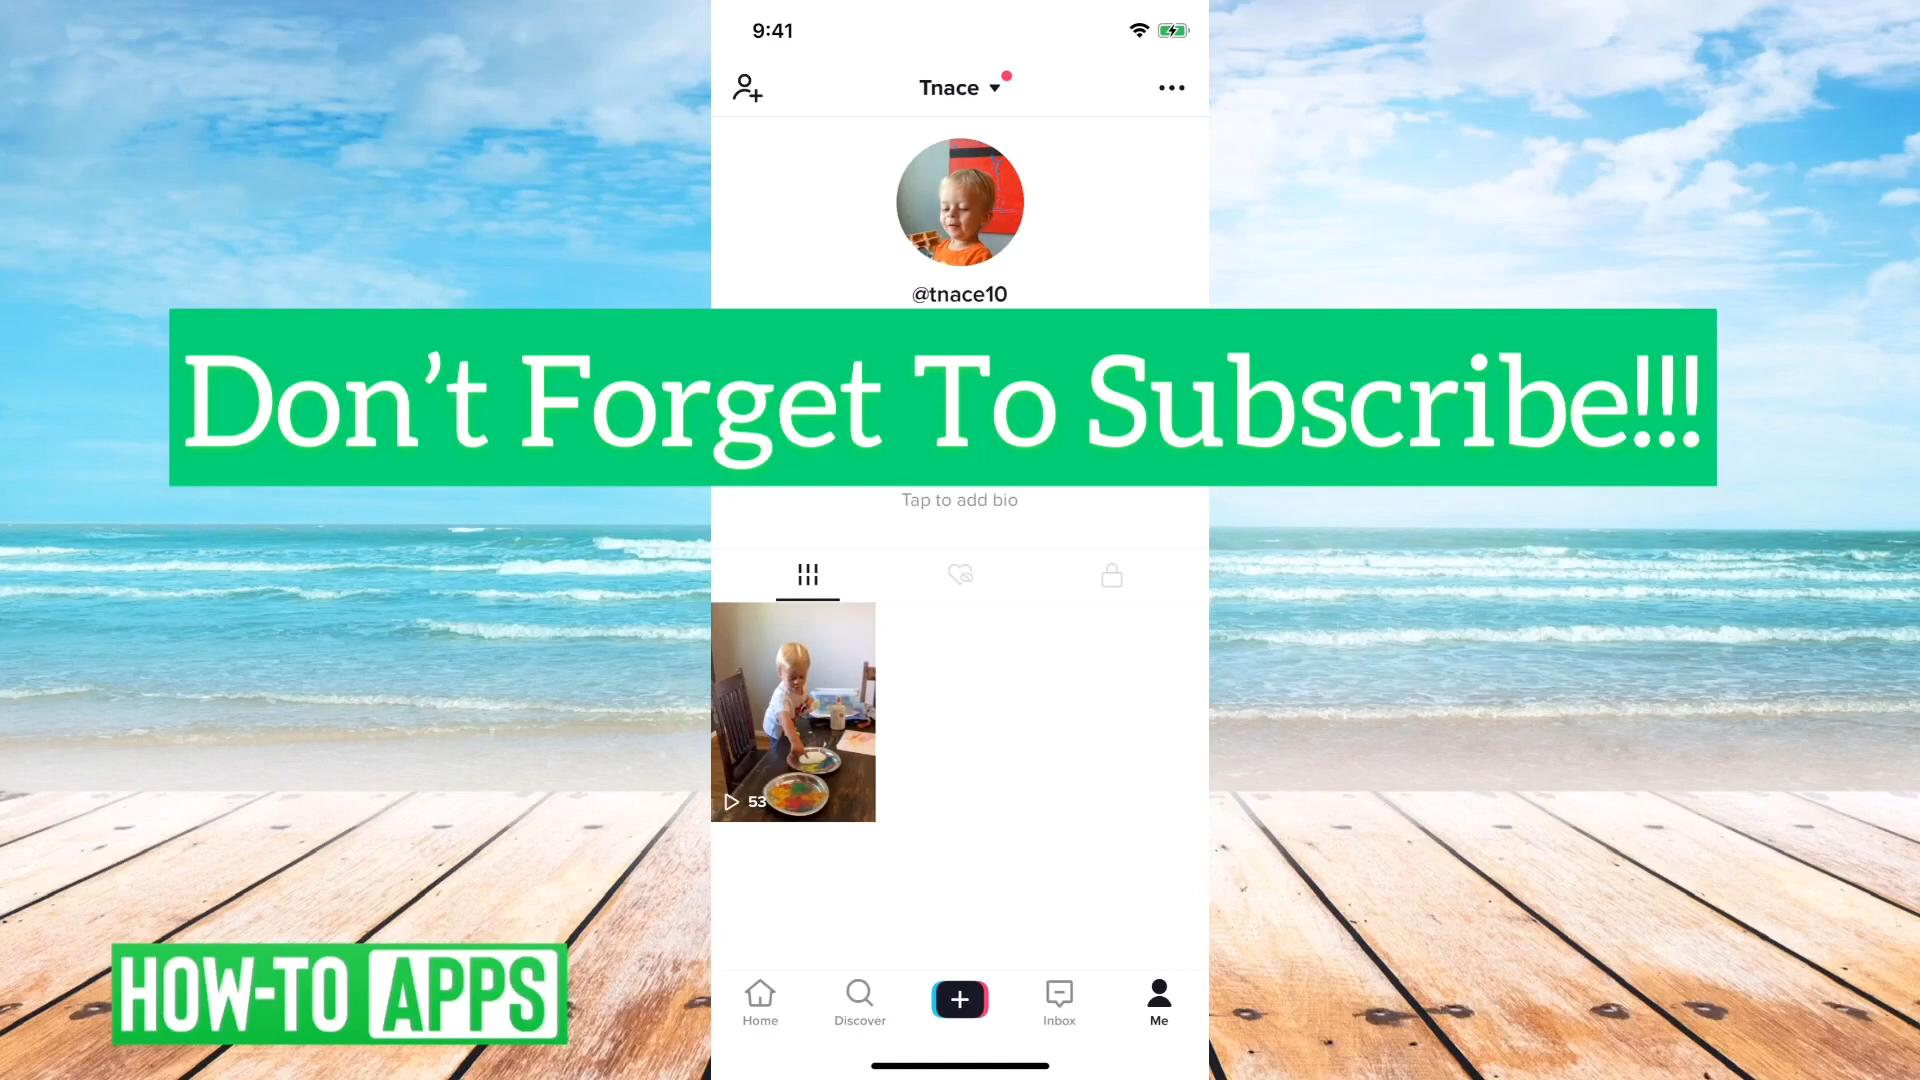 9:41
Tnace
@tnace10
Don’t Forget To Subscribe!!!
Tap to add bio
53
Home Discover Inbox Me
HOW-TO APPS